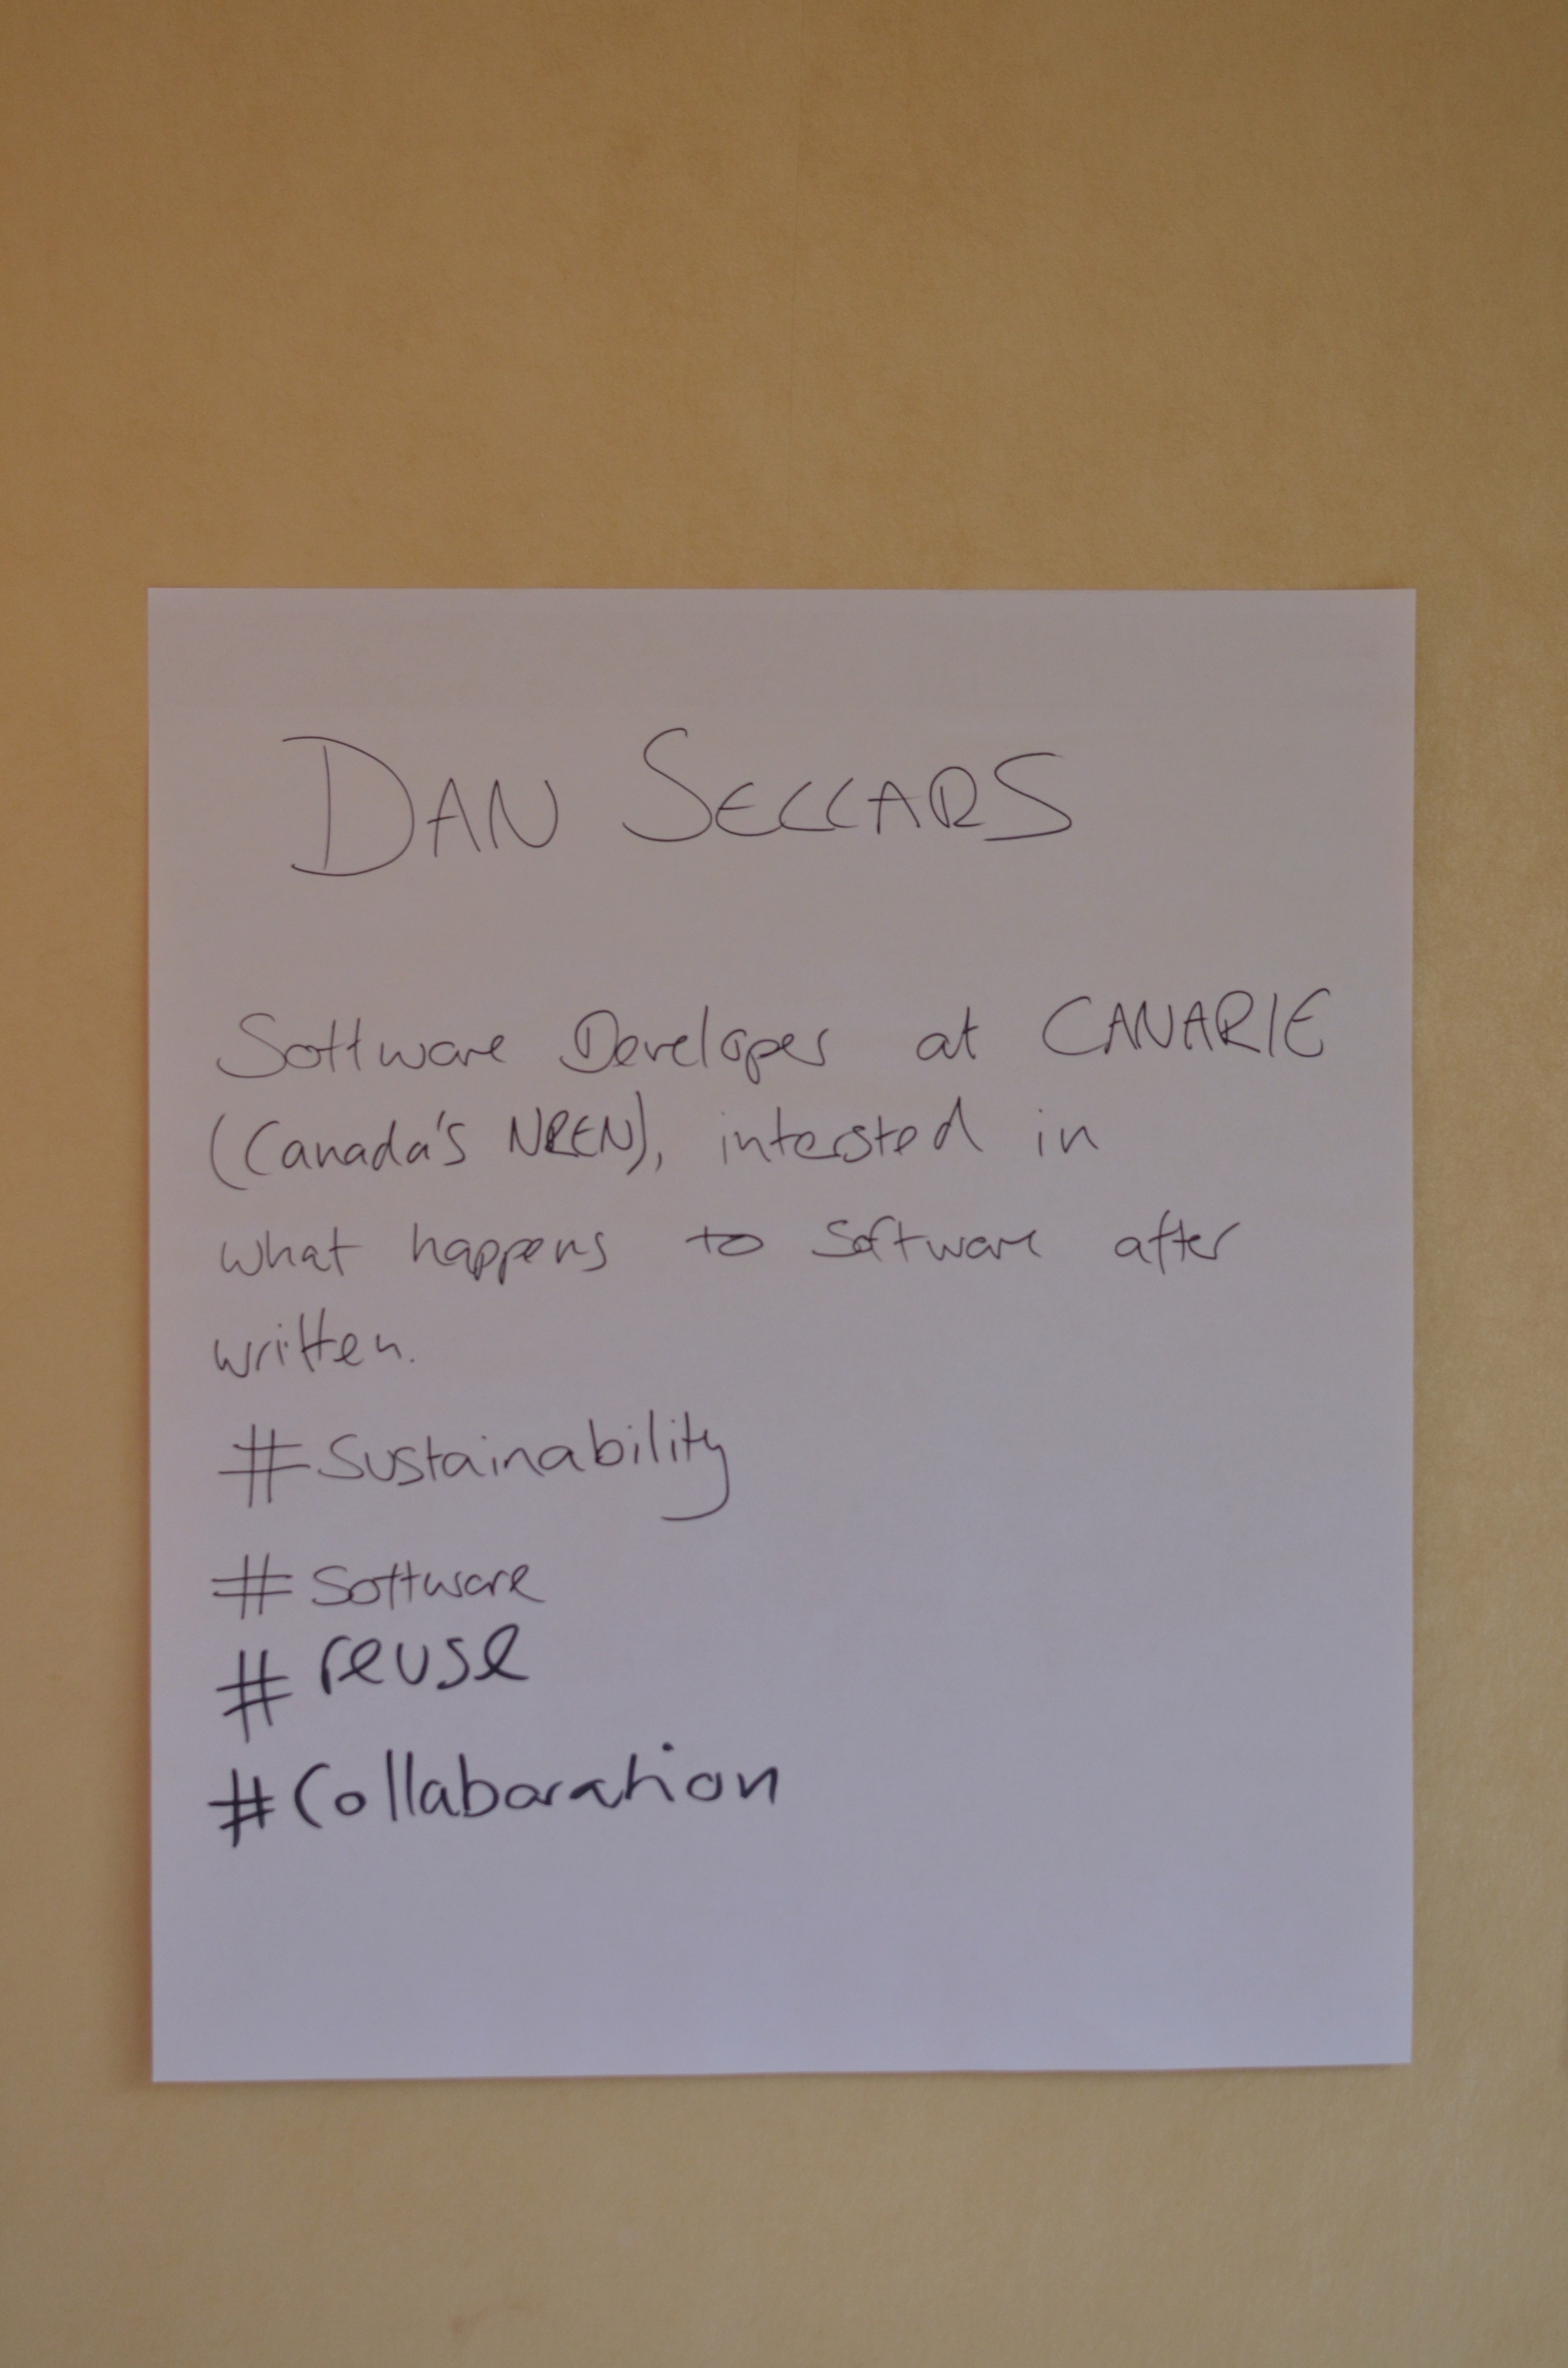 DAN SELLARS
Software Developer at CANARIE
(Canada's NREN), intersted in
what happens to software after
written.
#Sustainability
#Software
#reuse
#Collaboration